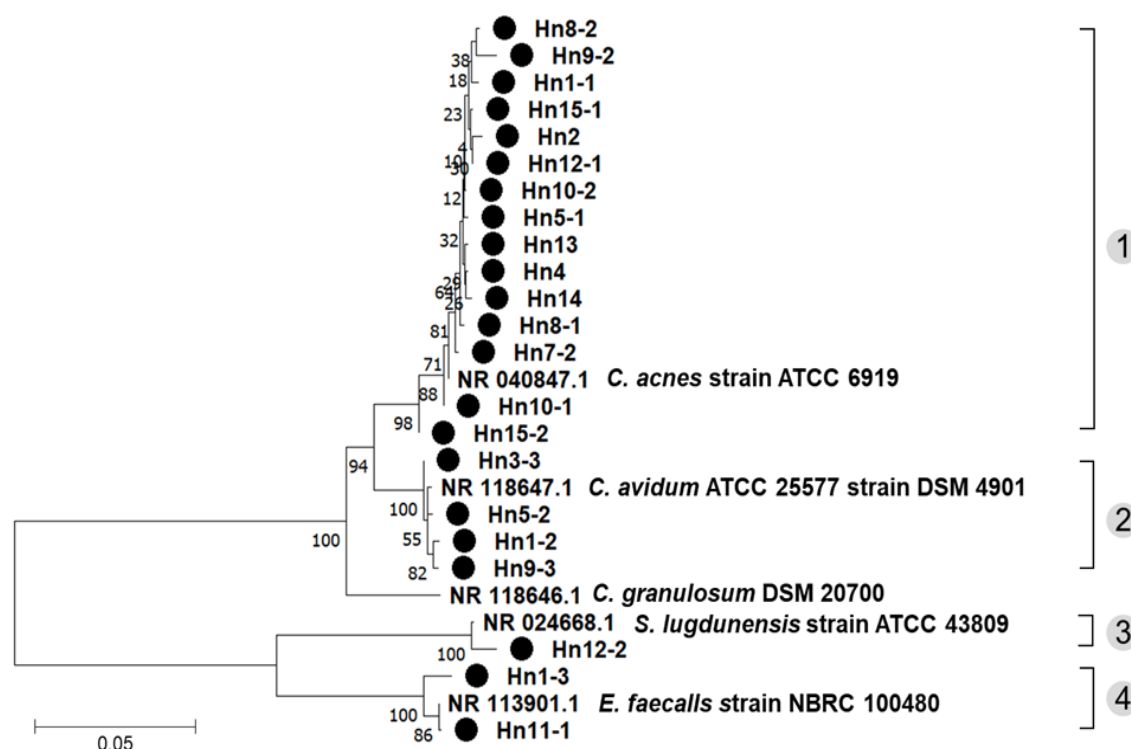 Hn8-2
38
Hn9-2
18
Hn1-1
23
Hn15-1
4
Hn2
10
30
Hn12-1
12
Hn10-2
Hn5-1
32
Hn13
29
Hn4
64
26
Hn14
81
Hn8-1
71
Hn7-2
88
NR 040847.1 C. acnes strain ATCC 6919
Hn10-1
98
Hn15-2
1
94
Hn3-3
100
NR 118647.1 C. avidum ATCC 25577 strain DSM 4901
Hn5-2
100
55
Hn1-2
82
Hn9-3
2
NR 118646.1 C. granulosum DSM 20700
NR 024668.1 S. lugdunensis strain ATCC 43809
100
Hn12-2
3
Hn1-3
100
NR 113901.1 E. faecalls strain NBRC 100480
86
Hn11-1
4
0.05